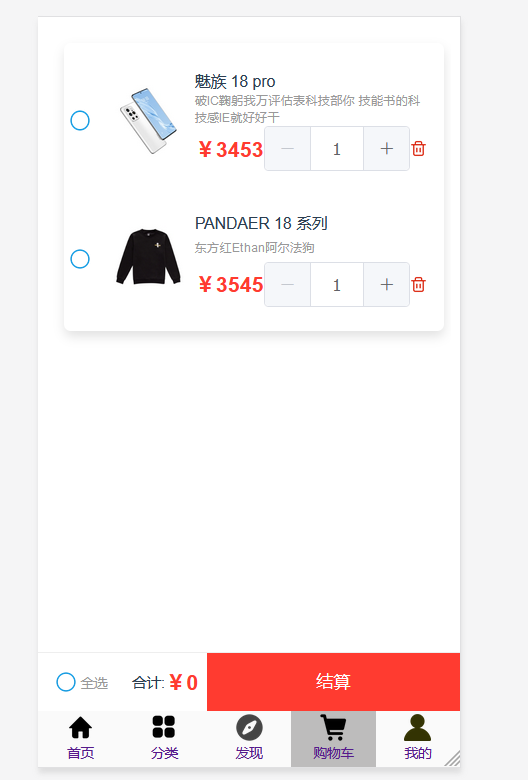 魅族 18 pro
破IC鞠躬我万评估表科技部你 技能书的科
技感IE就好好干
￥3453
1
PANDAER 18 系列
东方红Ethan阿尔法狗
￥3545
1
全选 合计: ￥0 结算
首页 分类 发现 购物车 我的